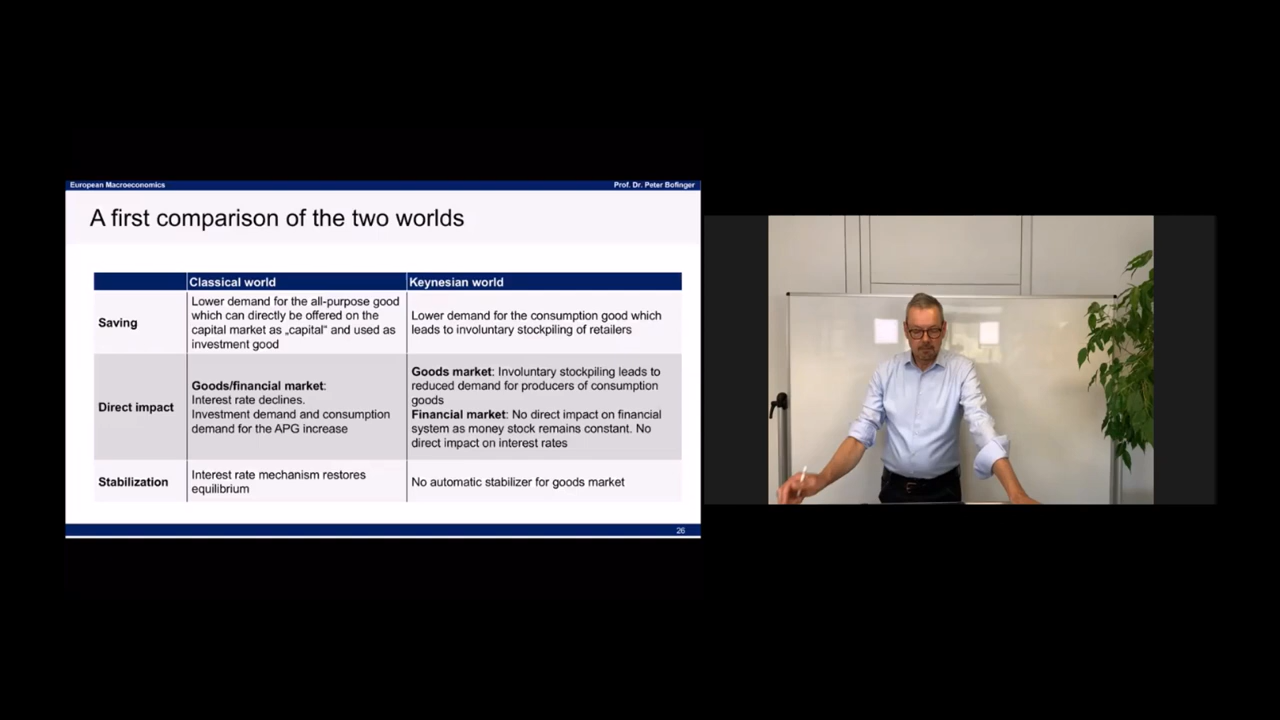 European Macroeconomics
Prof. Dr. Peter Bofinger
A first comparison of the two worlds
Classical world
Keynesian world
Saving
Lower demand for the all-purpose good
which can directly be offered on the
capital market as „capital“ and used as
investment good
Lower demand for the consumption good which
leads to involuntary stockpiling of retailers
Direct impact
Goods/financial market:
Interest rate declines.
Investment demand and consumption
demand for the APG increase
Goods market: Involuntary stockpiling leads to
reduced demand for producers of consumption
goods
Financial market: No direct impact on financial
system as money stock remains constant. No
direct impact on interest rates
Stabilization
Interest rate mechanism restores
equilibrium
No automatic stabilizer for goods market
26